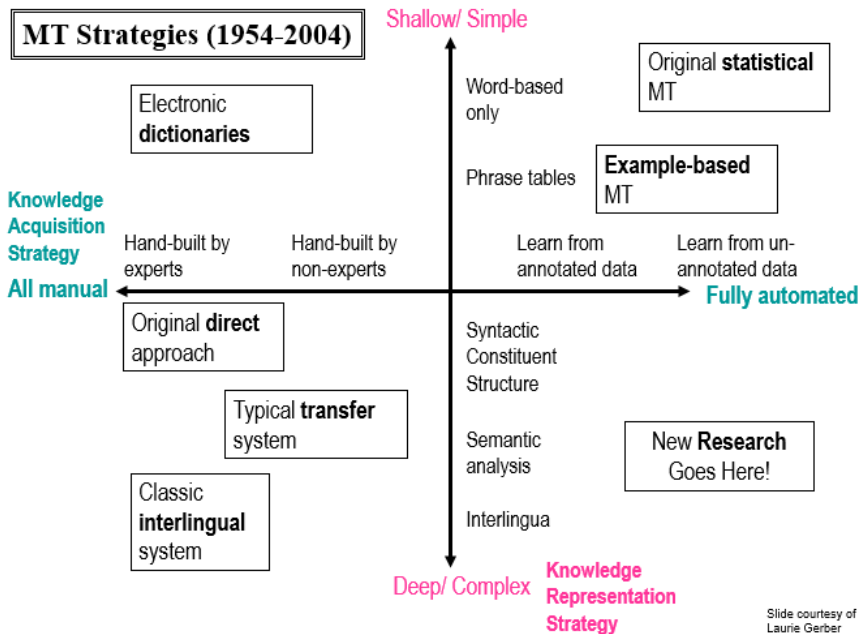 MT Strategies (1954-2004)
Shallow/ Simple
Electronic
dictionaries
Word-based
only
Original statistical
MT
Phrase tables
Example-based
MT
Knowledge
Acquisition
Strategy
Hand-built by
experts
Hand-built by
non-experts
Learn from
annotated data
Learn from un-
annotated data
All manual
Fully automated
Original direct
approach
Syntactic
Constituent
Structure
Typical transfer
system
Semantic
analysis
New Research
Goes Here!
Classic
interlingual
system
Interlingua
Deep/ Complex
Knowledge
Representation
Strategy
Slide courtesy of
Laurie Gerber